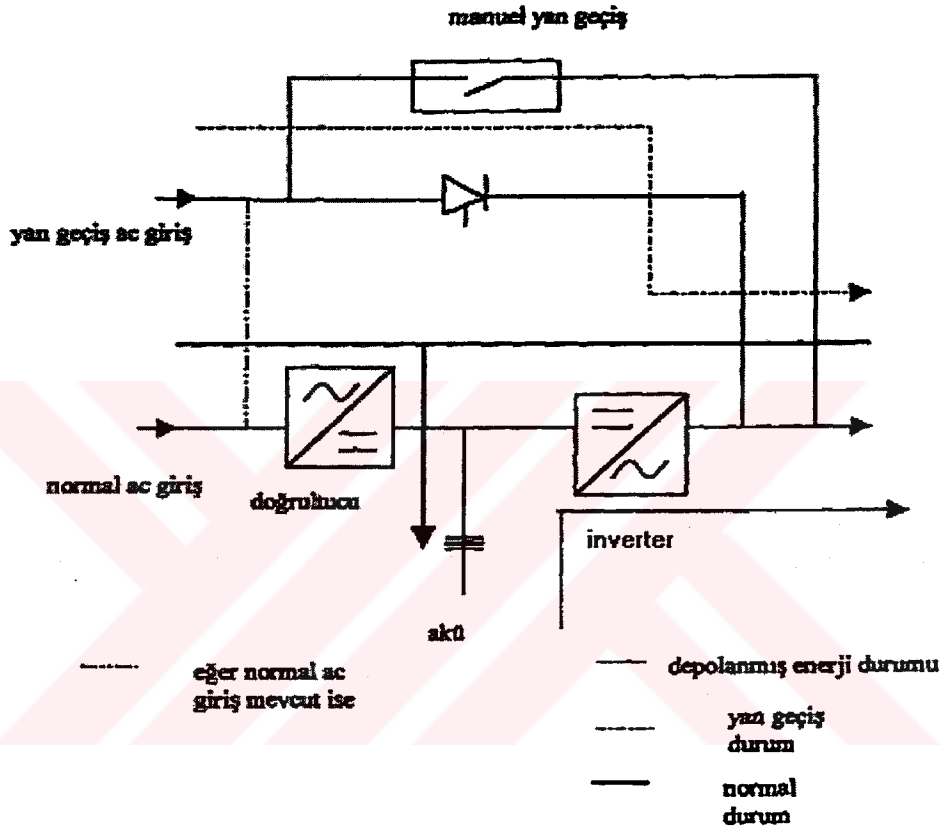 manuel yan geçiş
yan geçiş ac giriş
normal ac giriş
doğrultucu
inverter
akü
eğer normal ac
giriş mevcut ise
depolanmış enerji durumu
yan geçiş
durum
normal
durum